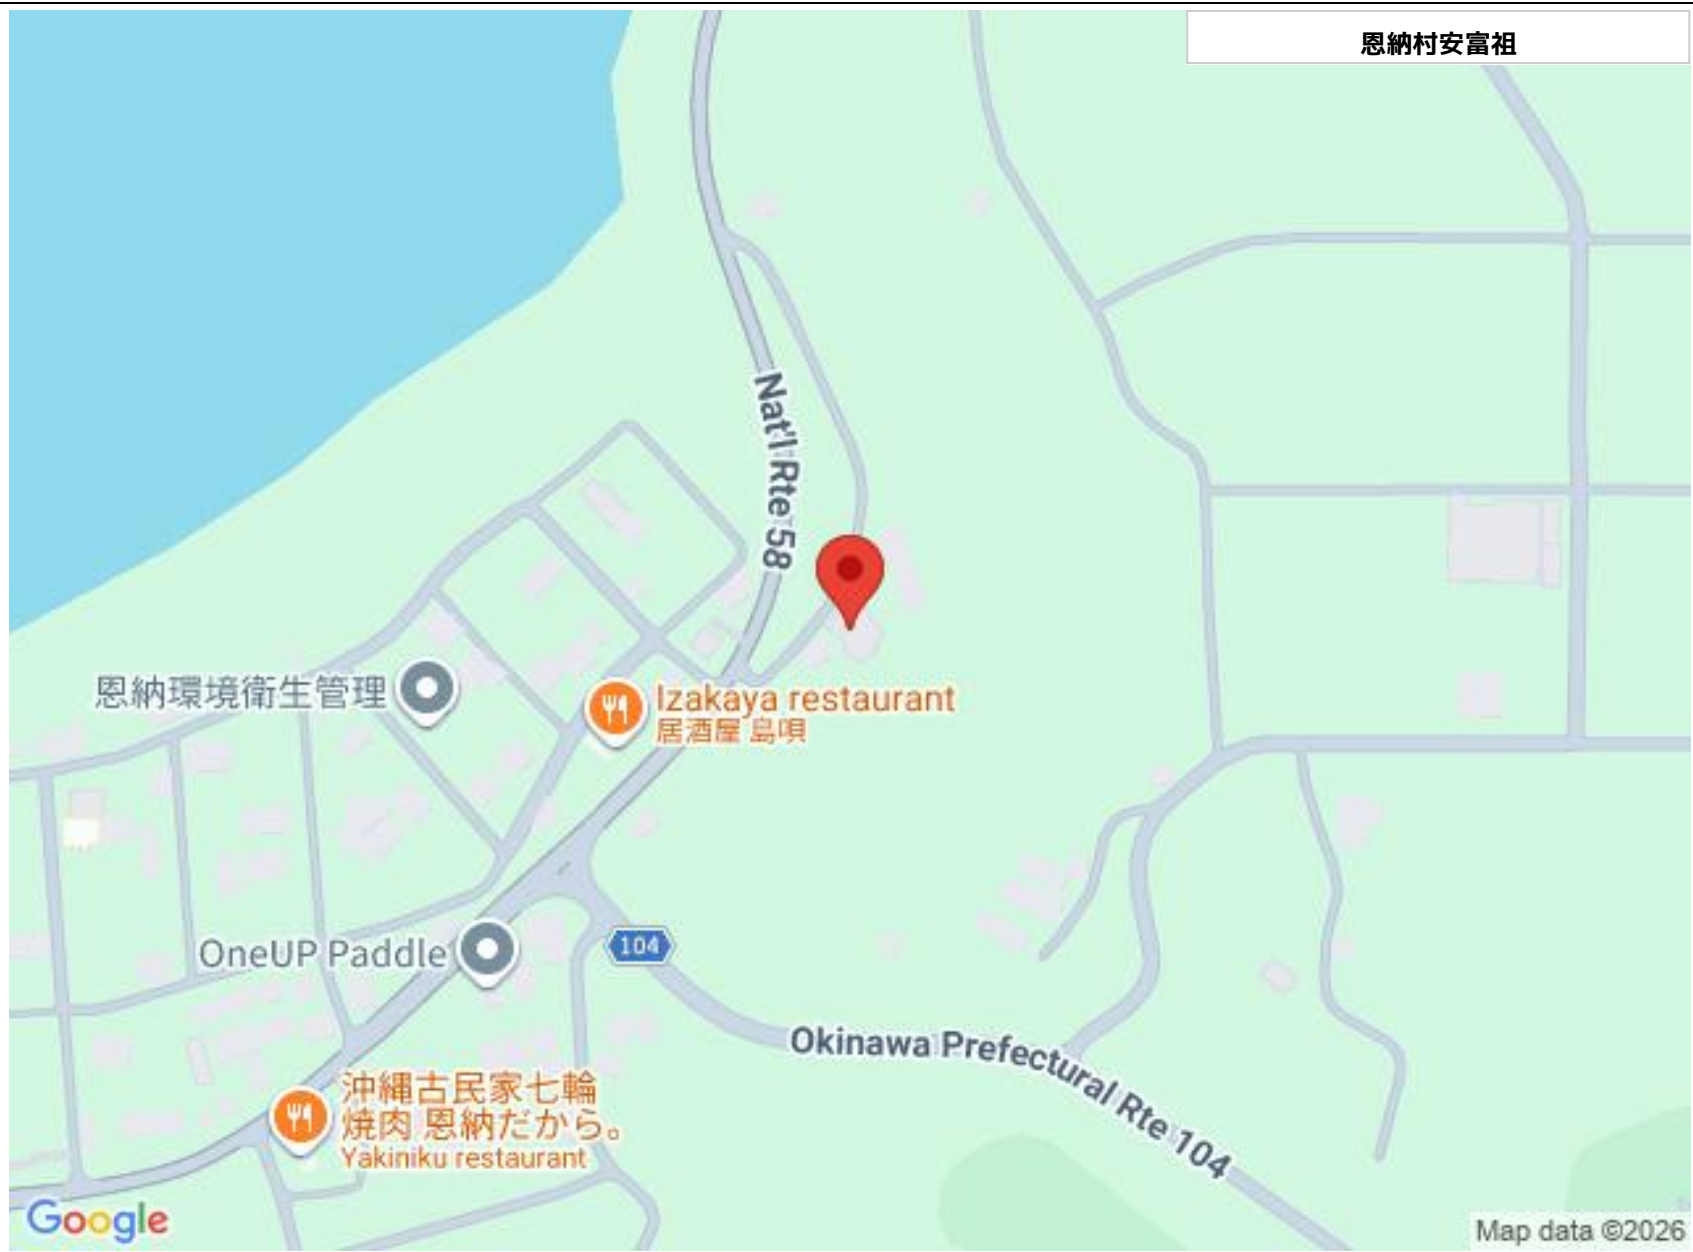 恩納村安富祖
Nat'l Rte 58
恩納環境衛生管理
Izakaya restaurant
居酒屋 島唄
OneUP Paddle
104
Okinawa Prefectural Rte 104
沖縄古民家七輪
焼肉 恩納だから。
Yakiniku restaurant
Google
Map data ©2026